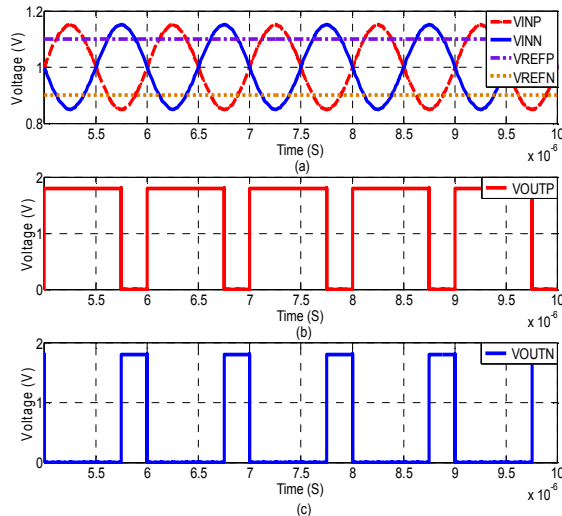 1.2
1
0.8
Voltage (V)
VINP
VINN
VREFP
VREFN
5.5 6 6.5 7 7.5 8 8.5 9 9.5 10
Time (S)
x 10^-6
(a)
2
1
0
Voltage (V)
VOUTP
5.5 6 6.5 7 7.5 8 8.5 9 9.5 10
Time (S)
x 10^-6
(b)
2
1
0
Voltage (V)
VOUTN
5.5 6 6.5 7 7.5 8 8.5 9 9.5 10
Time (S)
x 10^-6
(c)